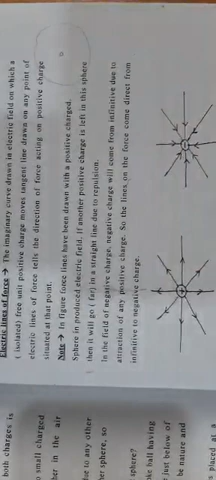 Electric lines of force → The imaginary curve drawn in electric field on which a
( isolated) free unit positive charge moves tangent line drawn on any point of
electric lines of force tells the direction of force acting on positive charge
situated at that point.
Note → In figure force lines have been drawn with a positive charged.
Sphere in produced electric field. If another positive charge is left in this sphere
then it will go ( far) in a straight line due to repulsion.
In the field of negative charge, negative charge will come from infinitive due to
attraction of any positive charge. So the lines on the force come direct from
infinitive to negative charge.
both charges is
o small charged
her in the air
ue to any other
her sphere, so
sphere?
ke ball having
f just below of
be nature and
s placed at a